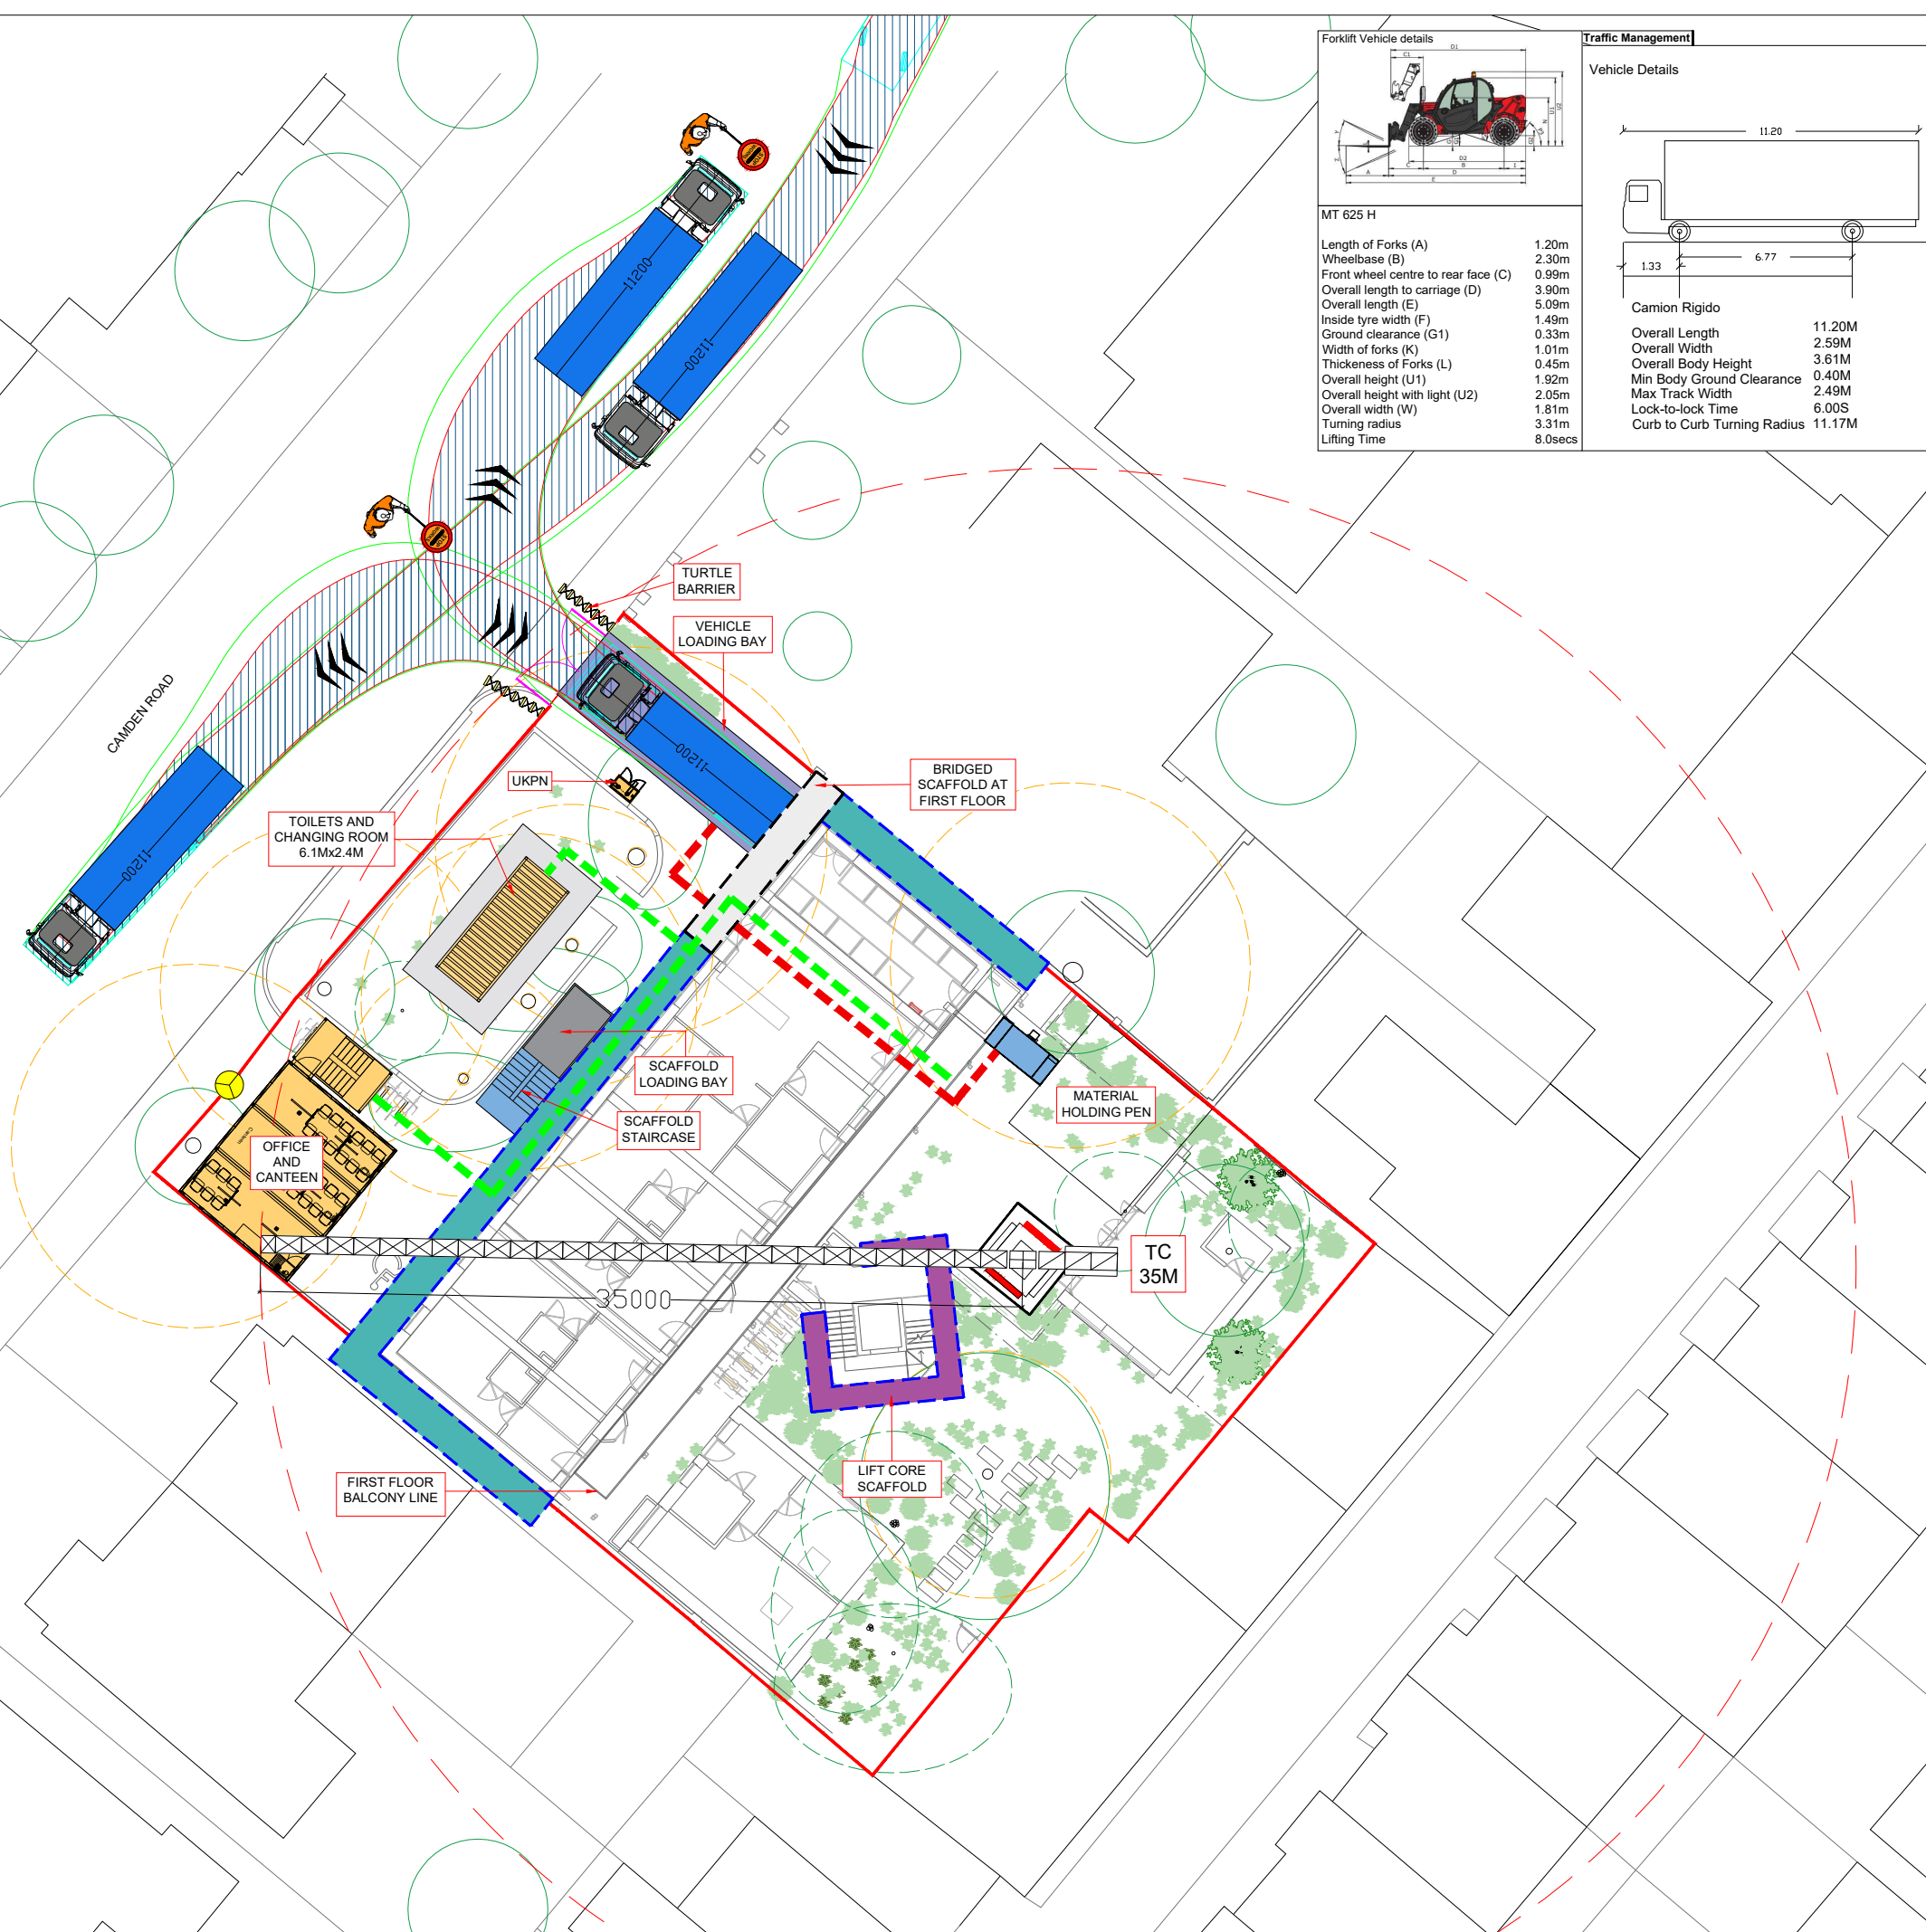 Forklift Vehicle details
MT 625 H
Length of Forks (A) 1.20m
Wheelbase (B) 2.30m
Front wheel centre to rear face (C) 0.99m
Overall length to carriage (D) 3.90m
Overall length (E) 5.09m
Inside tyre width (F) 1.49m
Ground clearance (G1) 0.33m
Width of forks (K) 1.01m
Thickness of Forks (L) 0.45m
Overall height (U1) 1.92m
Overall height with light (U2) 2.05m
Overall width (W) 1.81m
Turning radius 3.31m
Lifting Time 8.0secs
Traffic Management
Vehicle Details
11.20
1.33
6.77
Camion Rigido
Overall Length 11.20M
Overall Width 2.59M
Overall Body Height 3.61M
Min Body Ground Clearance 0.40M
Max Track Width 2.49M
Lock-to-lock Time 6.00S
Curb to Curb Turning Radius 11.17M
11200
11200
TURTLE
BARRIER
VEHICLE
LOADING BAY
CAMDEN ROAD
11200
11200
UKPN
BRIDGED
SCAFFOLD AT
FIRST FLOOR
TOILETS AND
CHANGING ROOM
6.1Mx2.4M
SCAFFOLD
LOADING BAY
SCAFFOLD
STAIRCASE
MATERIAL
HOLDING PEN
OFFICE
AND
CANTEEN
TC
35M
35000
FIRST FLOOR
BALCONY LINE
LIFT CORE
SCAFFOLD